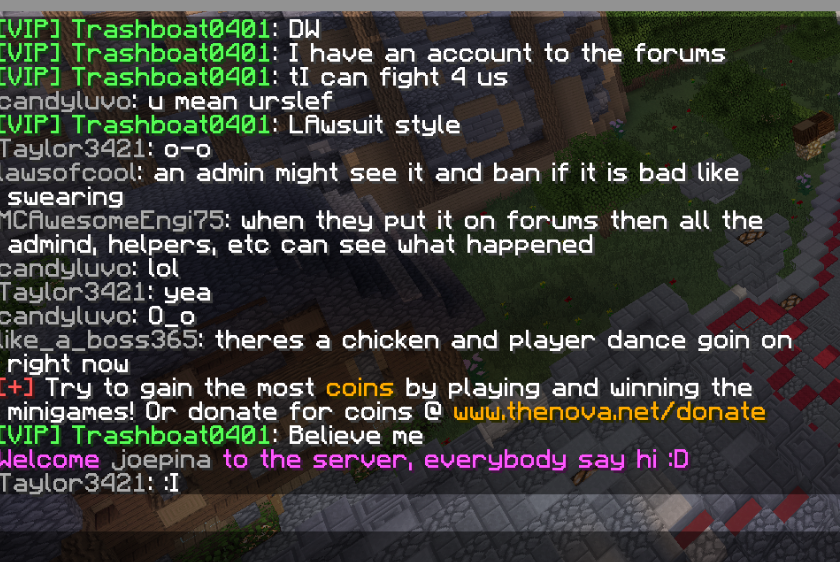 [VIP] Trashboat0401: DW
[VIP] Trashboat0401: I have an account to the forums
[VIP] Trashboat0401: tI can fight 4 us
candyluvo: u mean urslef
[VIP] Trashboat0401: LAwsuit style
Taylor3421: o-o
lawsofcool: an admin might see it and ban if it is bad like
swearing
MCAwesomeEngi75: when they put it on forums then all the
admind, helpers, etc can see what happened
candyluvo: lol
Taylor3421: yea
candyluvo: O_o
like_a_boss365: theres a chicken and player dance goin on
right now
[+] Try to gain the most coins by playing and winning the
minigames! Or donate for coins @ www.thenova.net/donate
[VIP] Trashboat0401: Believe me
Welcome joepina to the server, everybody say hi :D
Taylor3421: :I